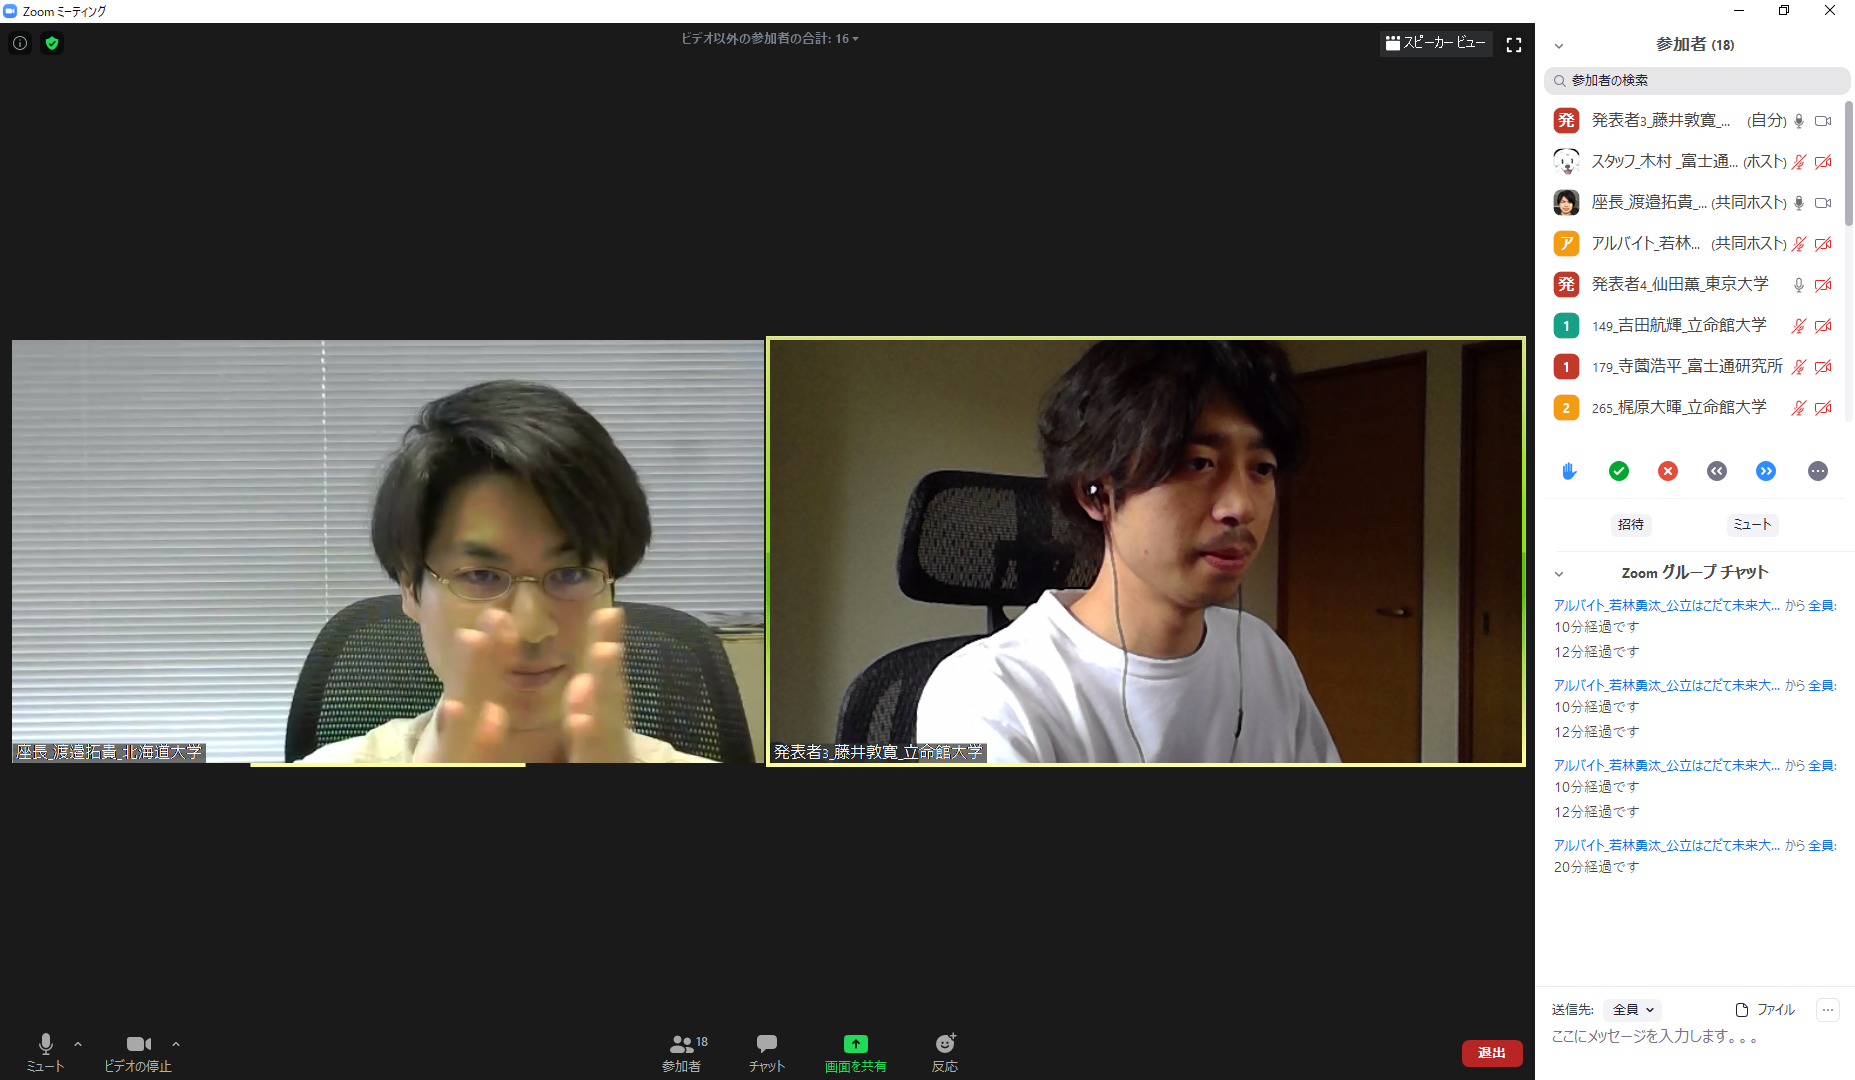 Zoom ミーティング
ビデオ以外の参加者の合計: 16
スピーカー ビュー
座長_渡邉拓貴_北海道大学
発表者3_藤井敦寛_立命館大学
ミュート
ビデオの停止
18
参加者
チャット
画面を共有
反応
退出
参加者 (18)
参加者の検索
発 発表者3_藤井敦寛_... (自分)
スタッフ_木村_富士通... (ホスト)
座長_渡邉拓貴_... (共同ホスト)
ア アルバイト_若林... (共同ホスト)
発 発表者4_仙田薫_東京大学
1 149_吉田航輝_立命館大学
1 179_寺薗浩平_富士通研究所
2 265_梶原大暉_立命館大学
招待
ミュート
Zoom グループ チャット
アルバイト_若林勇汰_公立はこだて未来大... から 全員:
10分経過です
12分経過です
アルバイト_若林勇汰_公立はこだて未来大... から 全員:
10分経過です
12分経過です
アルバイト_若林勇汰_公立はこだて未来大... から 全員:
10分経過です
12分経過です
アルバイト_若林勇汰_公立はこだて未来大... から 全員:
20分経過です
送信先: 全員
ファイル
ここにメッセージを入力します。。。